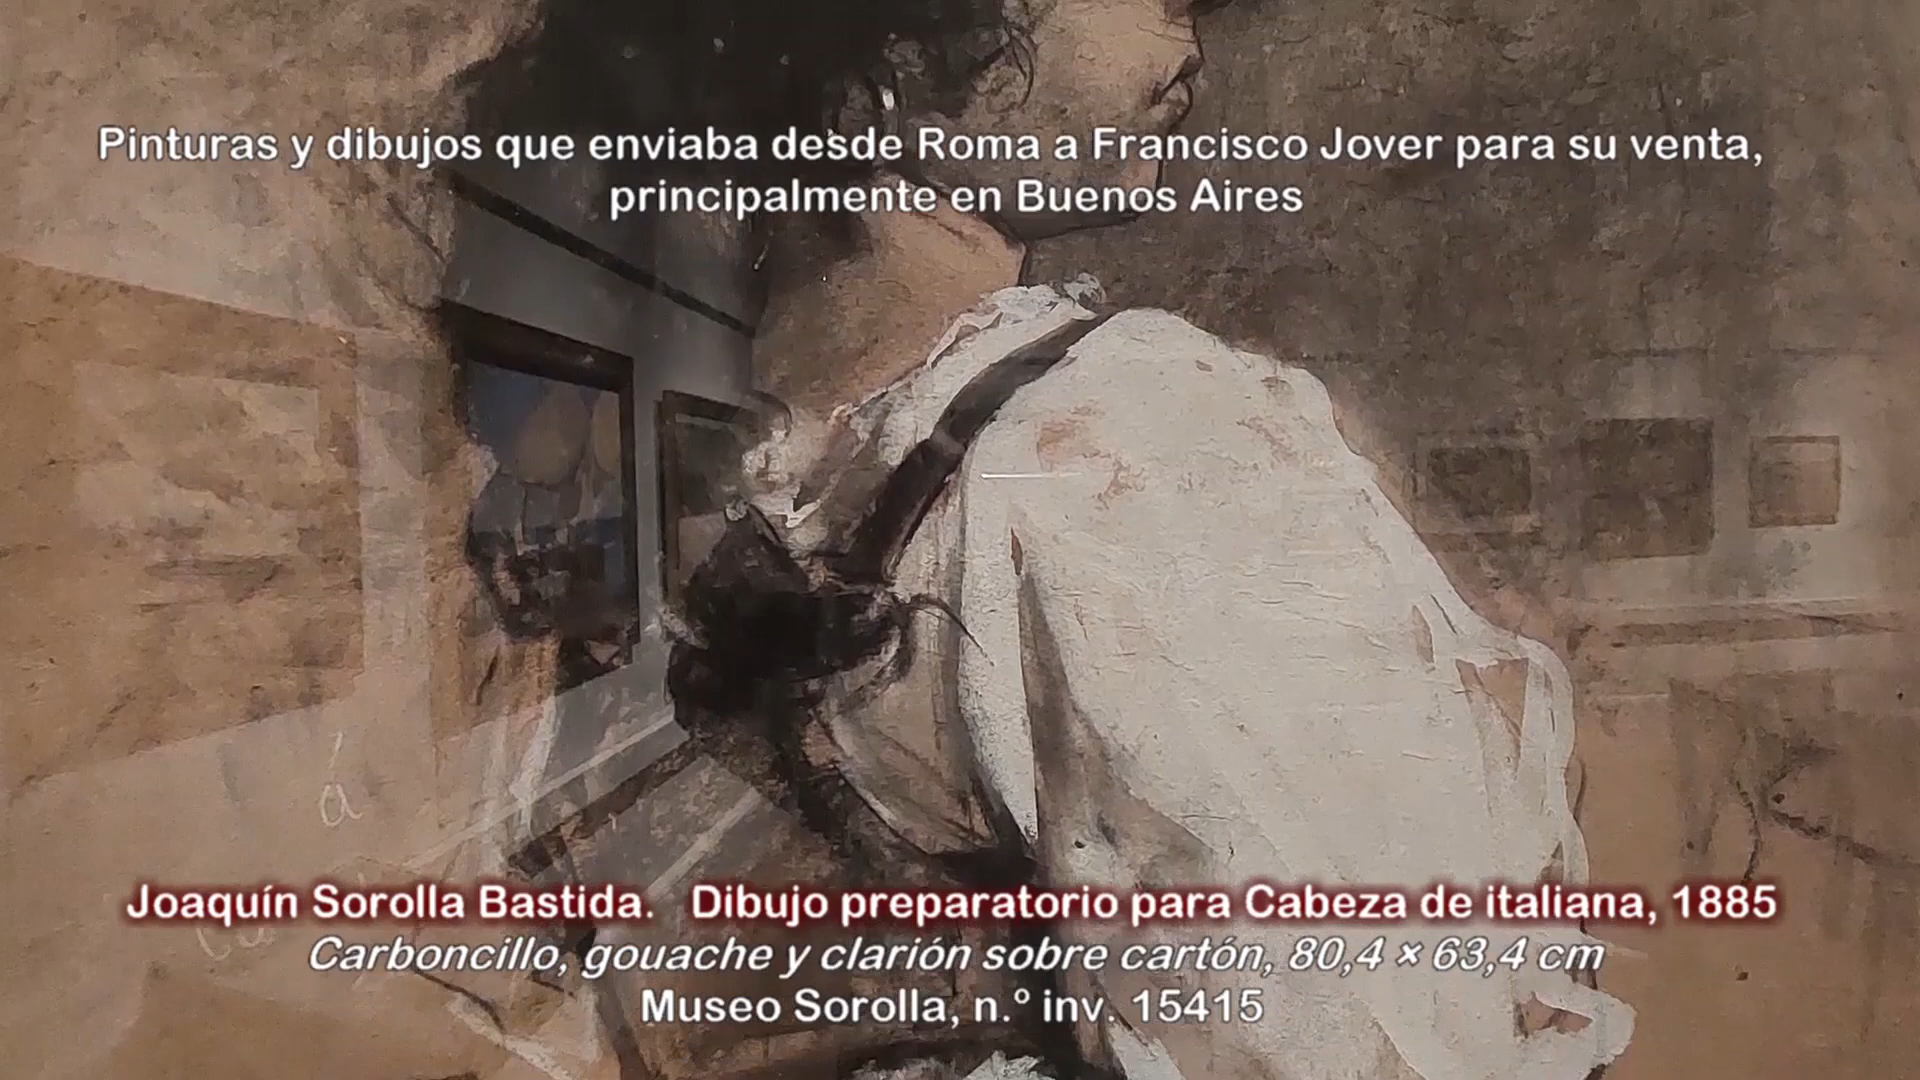 Pinturas y dibujos que enviaba desde Roma a Francisco Jover para su venta,
principalmente en Buenos Aires
á
Joaquín Sorolla Bastida. Dibujo preparatorio para Cabeza de italiana, 1885
Carboncillo, gouache y clarión sobre cartón, 80,4 × 63,4 cm
Museo Sorolla, n.º inv. 15415